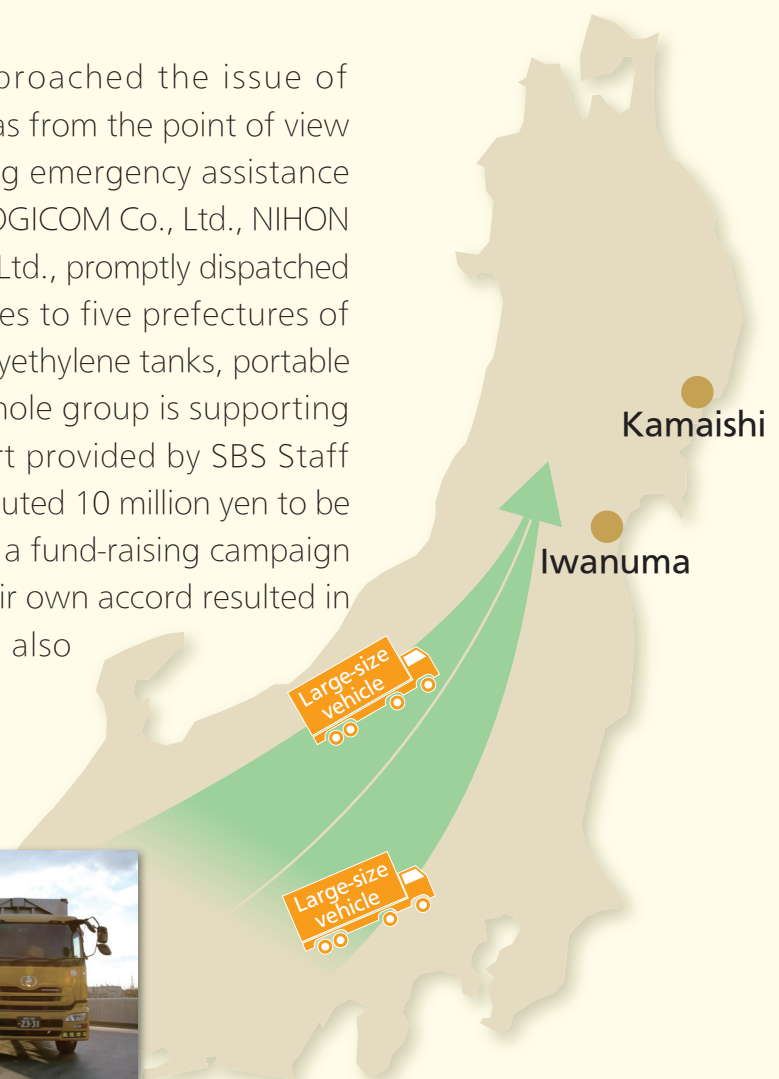 proached the issue of
as from the point of view
g emergency assistance
OGICOM Co., Ltd., NIHON
Ltd., promptly dispatched
es to five prefectures of
yethylene tanks, portable
hole group is supporting
rt provided by SBS Staff
uted 10 million yen to be
a fund-raising campaign
ir own accord resulted in
also
Kamaishi
Iwanuma
Large-size
vehicle
Large-size
vehicle
23-31